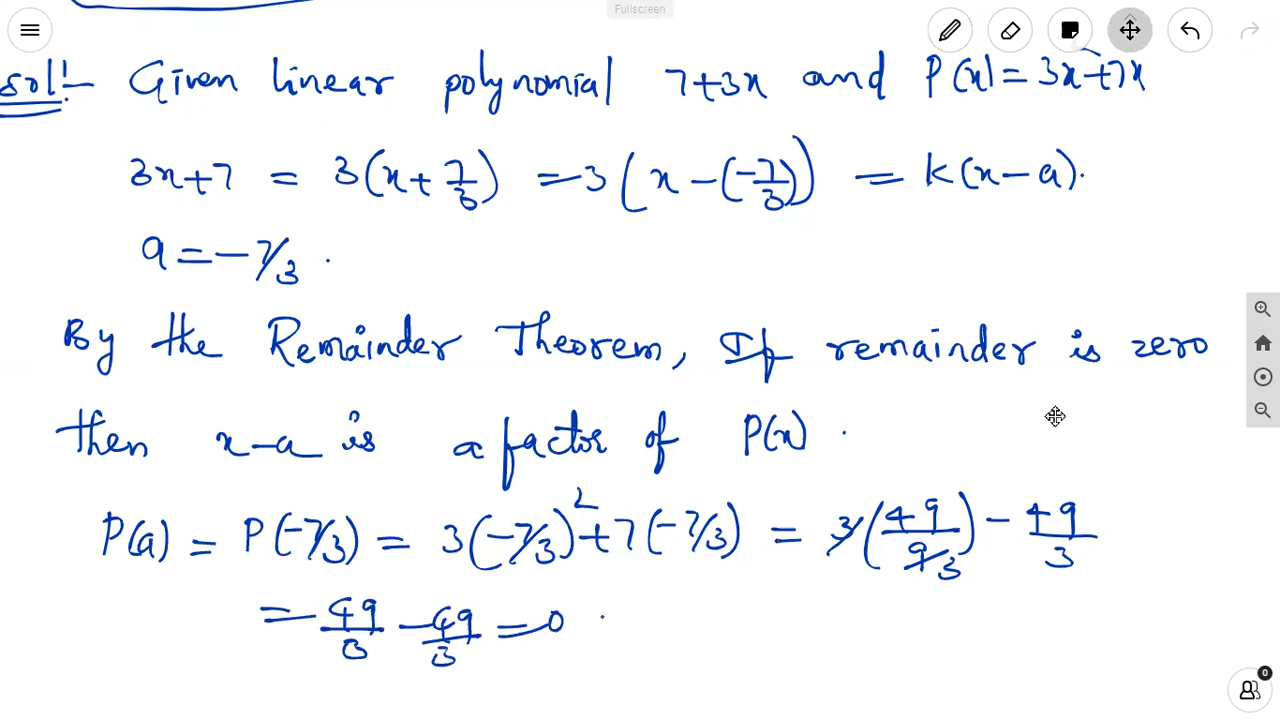 Fullscreen
Sol!- Given linear polynomial 7+3x and P(x)=3x²+7x
3x+7 = 3(x+7/3) = 3(x-(-7/3)) = k(x-a).
a = -7/3 .
By the Remainder Theorem, If remainder is zero
then x-a is a factor of P(x) .
P(a) = P(-7/3) = 3(-7/3)²+7(-7/3) = 3(49/9 3) - 49/3
= 49/3 - 49/3 = 0 .
0